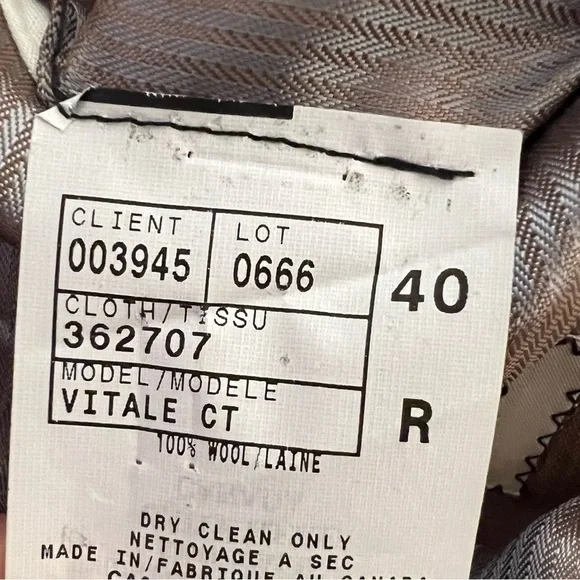 CLIENT LOT
003945 0666
40
CLOTH/TISSU
362707
MODEL/MODELE
VITALE CT
R
100% WOOL/LAINE
DRY CLEAN ONLY
NETTOYAGE A SEC
MADE IN/FABRIQUE AU CANADA